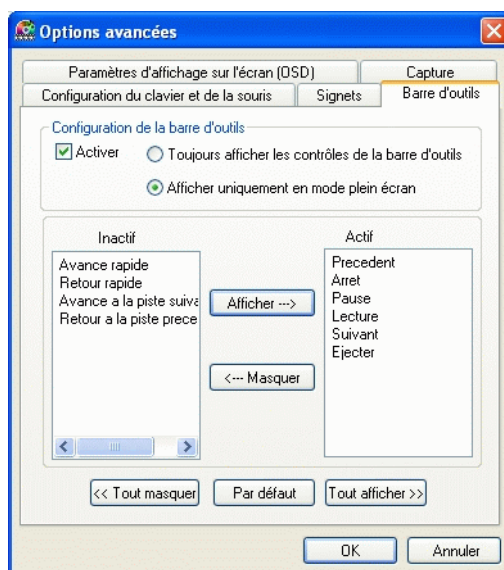 Options avancées
Paramètres d'affichage sur l'écran (OSD)
Capture
Configuration du clavier et de la souris
Signets
Barre d'outils
Configuration de la barre d'outils
Activer
Toujours afficher les contrôles de la barre d'outils
Afficher uniquement en mode plein écran
Inactif
Avance rapide
Retour rapide
Avance a la piste suiva
Retour a la piste prece
Afficher --->
<--- Masquer
Actif
Precedent
Arret
Pause
Lecture
Suivant
Ejecter
<< Tout masquer
Par défaut
Tout afficher >>
OK
Annuler